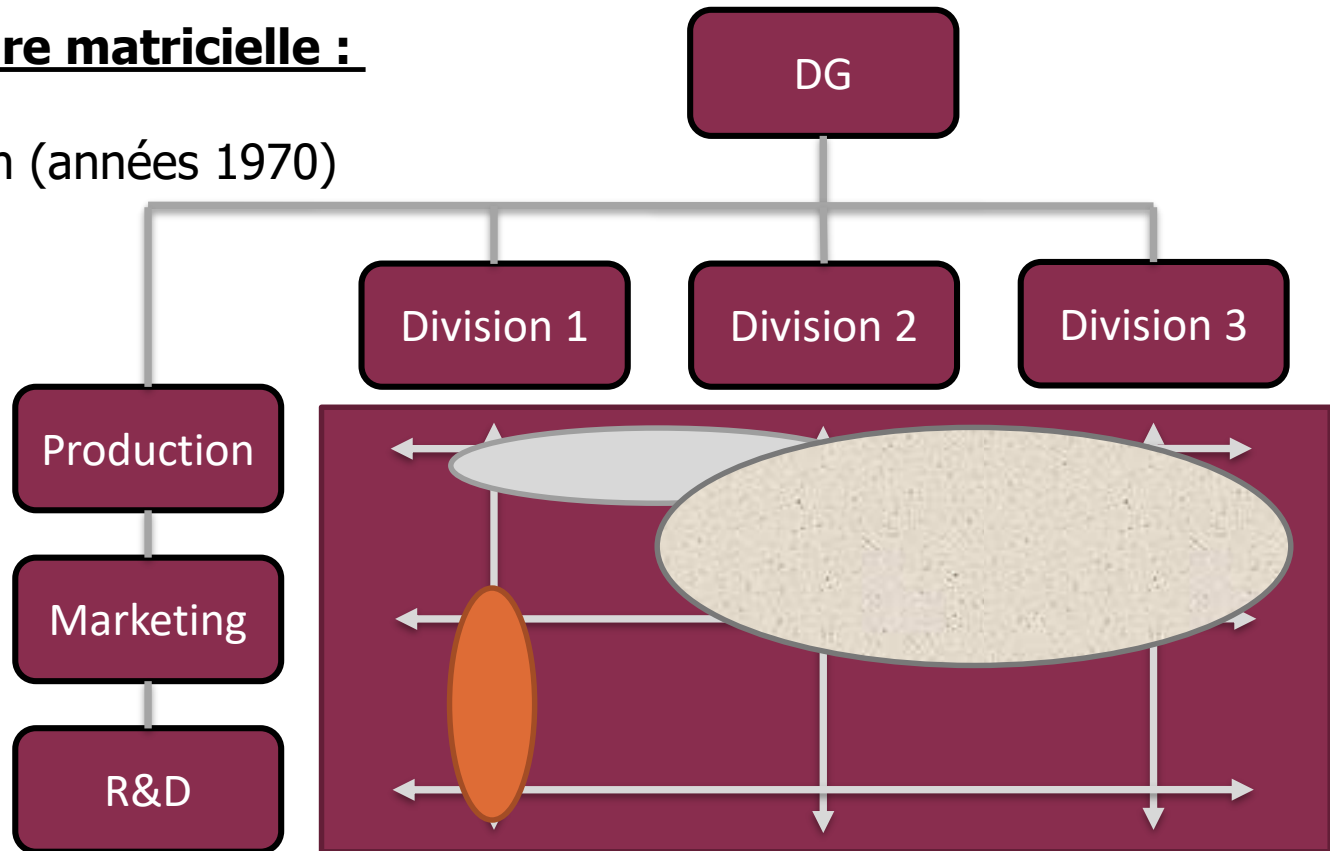 re matricielle :
DG
n (années 1970)
Division 1
Division 2
Division 3
Production
Marketing
R&D